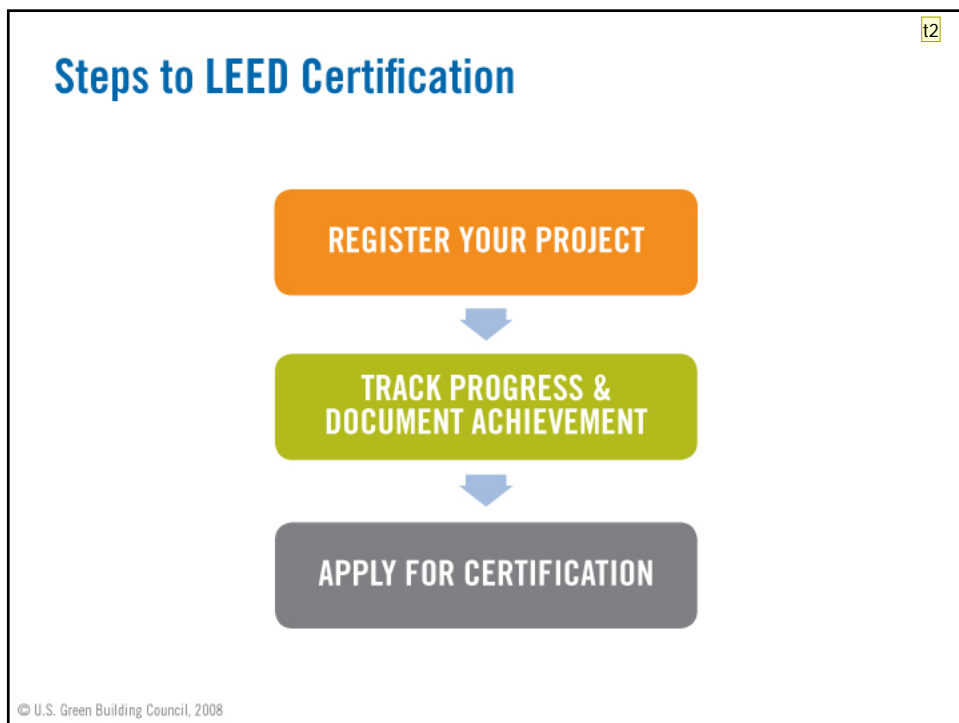 t2
Steps to LEED Certification
REGISTER YOUR PROJECT
TRACK PROGRESS &
DOCUMENT ACHIEVEMENT
APPLY FOR CERTIFICATION
© U.S. Green Building Council, 2008